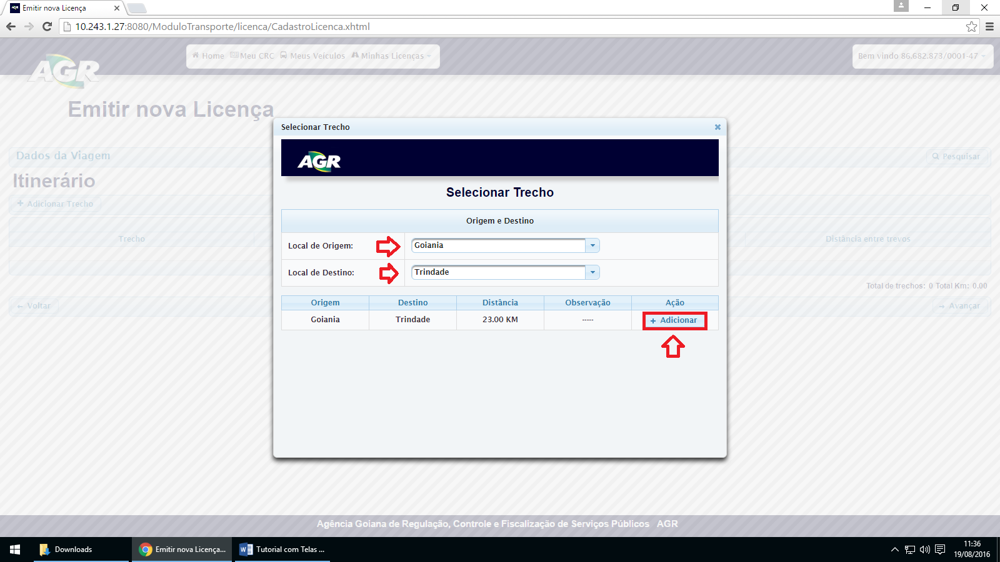 AGR Emitir nova Licença
10.243.1.27:8080/ModuloTransporte/licenca/CadastroLicenca.xhtml
AGR
Home Meu CRC Meus Veículos Minhas Licenças
Bem vindo 86.682.873/0001-47
Emitir nova Licença
Selecionar Trecho
Dados da Viagem
Pesquisar
AGR
Itinerário
Selecionar Trecho
+ Adicionar Trecho
Origem e Destino
Trecho
Distância entre trevos
Local de Origem: Goiania
Local de Destino: Trindade
Total de trechos: 0 Total Km: 0.00
Origem Destino Distância Observação Ação
← Voltar
→ Avançar
Goiania Trindade 23.00 KM ----- + Adicionar
Agência Goiana de Regulação, Controle e Fiscalização de Serviços Públicos AGR
Downloads
Emitir nova Licença...
Tutorial com Telas ...
11:36
19/08/2016